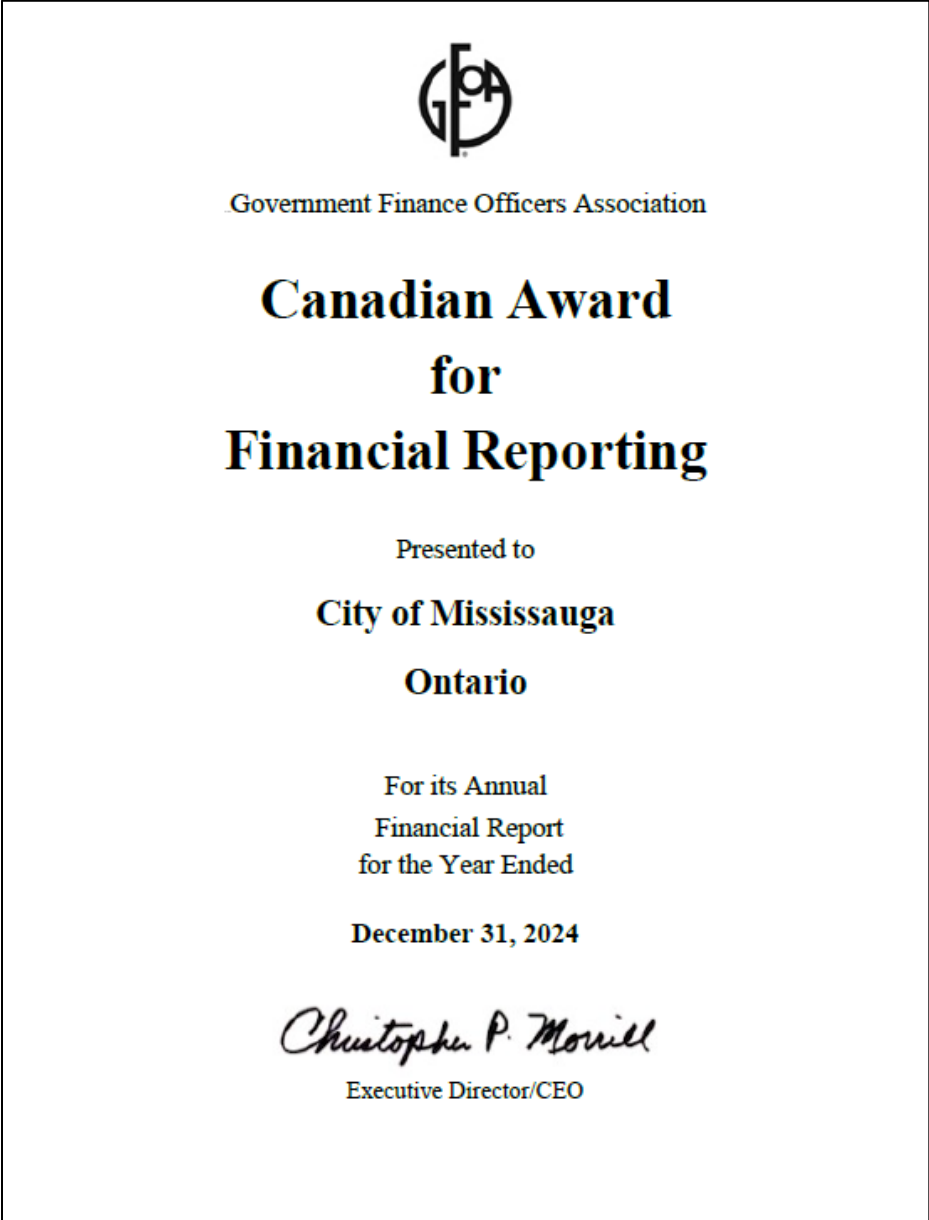 GFOA
Government Finance Officers Association
Canadian Award
for
Financial Reporting
Presented to
City of Mississauga
Ontario
For its Annual
Financial Report
for the Year Ended
December 31, 2024
Christopher P. Morrill
Executive Director/CEO